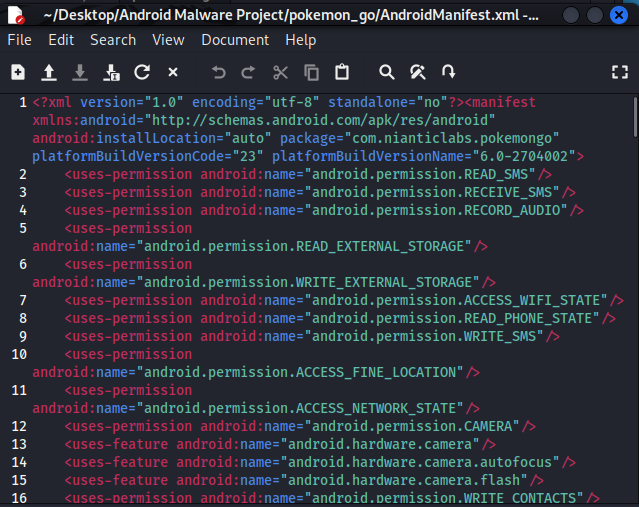 ~/Desktop/Android Malware Project/pokemon_go/AndroidManifest.xml -...
File Edit Search View Document Help
1 <?xml version="1.0" encoding="utf-8" standalone="no"?><manifest
xmlns:android="http://schemas.android.com/apk/res/android"
android:installLocation="auto" package="com.nianticlabs.pokemongo"
platformBuildVersionCode="23" platformBuildVersionName="6.0-2704002">
2 <uses-permission android:name="android.permission.READ_SMS"/>
3 <uses-permission android:name="android.permission.RECEIVE_SMS"/>
4 <uses-permission android:name="android.permission.RECORD_AUDIO"/>
5 <uses-permission
android:name="android.permission.READ_EXTERNAL_STORAGE"/>
6 <uses-permission
android:name="android.permission.WRITE_EXTERNAL_STORAGE"/>
7 <uses-permission android:name="android.permission.ACCESS_WIFI_STATE"/>
8 <uses-permission android:name="android.permission.READ_PHONE_STATE"/>
9 <uses-permission android:name="android.permission.WRITE_SMS"/>
10 <uses-permission
android:name="android.permission.ACCESS_FINE_LOCATION"/>
11 <uses-permission
android:name="android.permission.ACCESS_NETWORK_STATE"/>
12 <uses-permission android:name="android.permission.CAMERA"/>
13 <uses-feature android:name="android.hardware.camera"/>
14 <uses-feature android:name="android.hardware.camera.autofocus"/>
15 <uses-feature android:name="android.hardware.camera.flash"/>
16 <uses-permission android:name="android.permission.WRITE_CONTACTS"/>